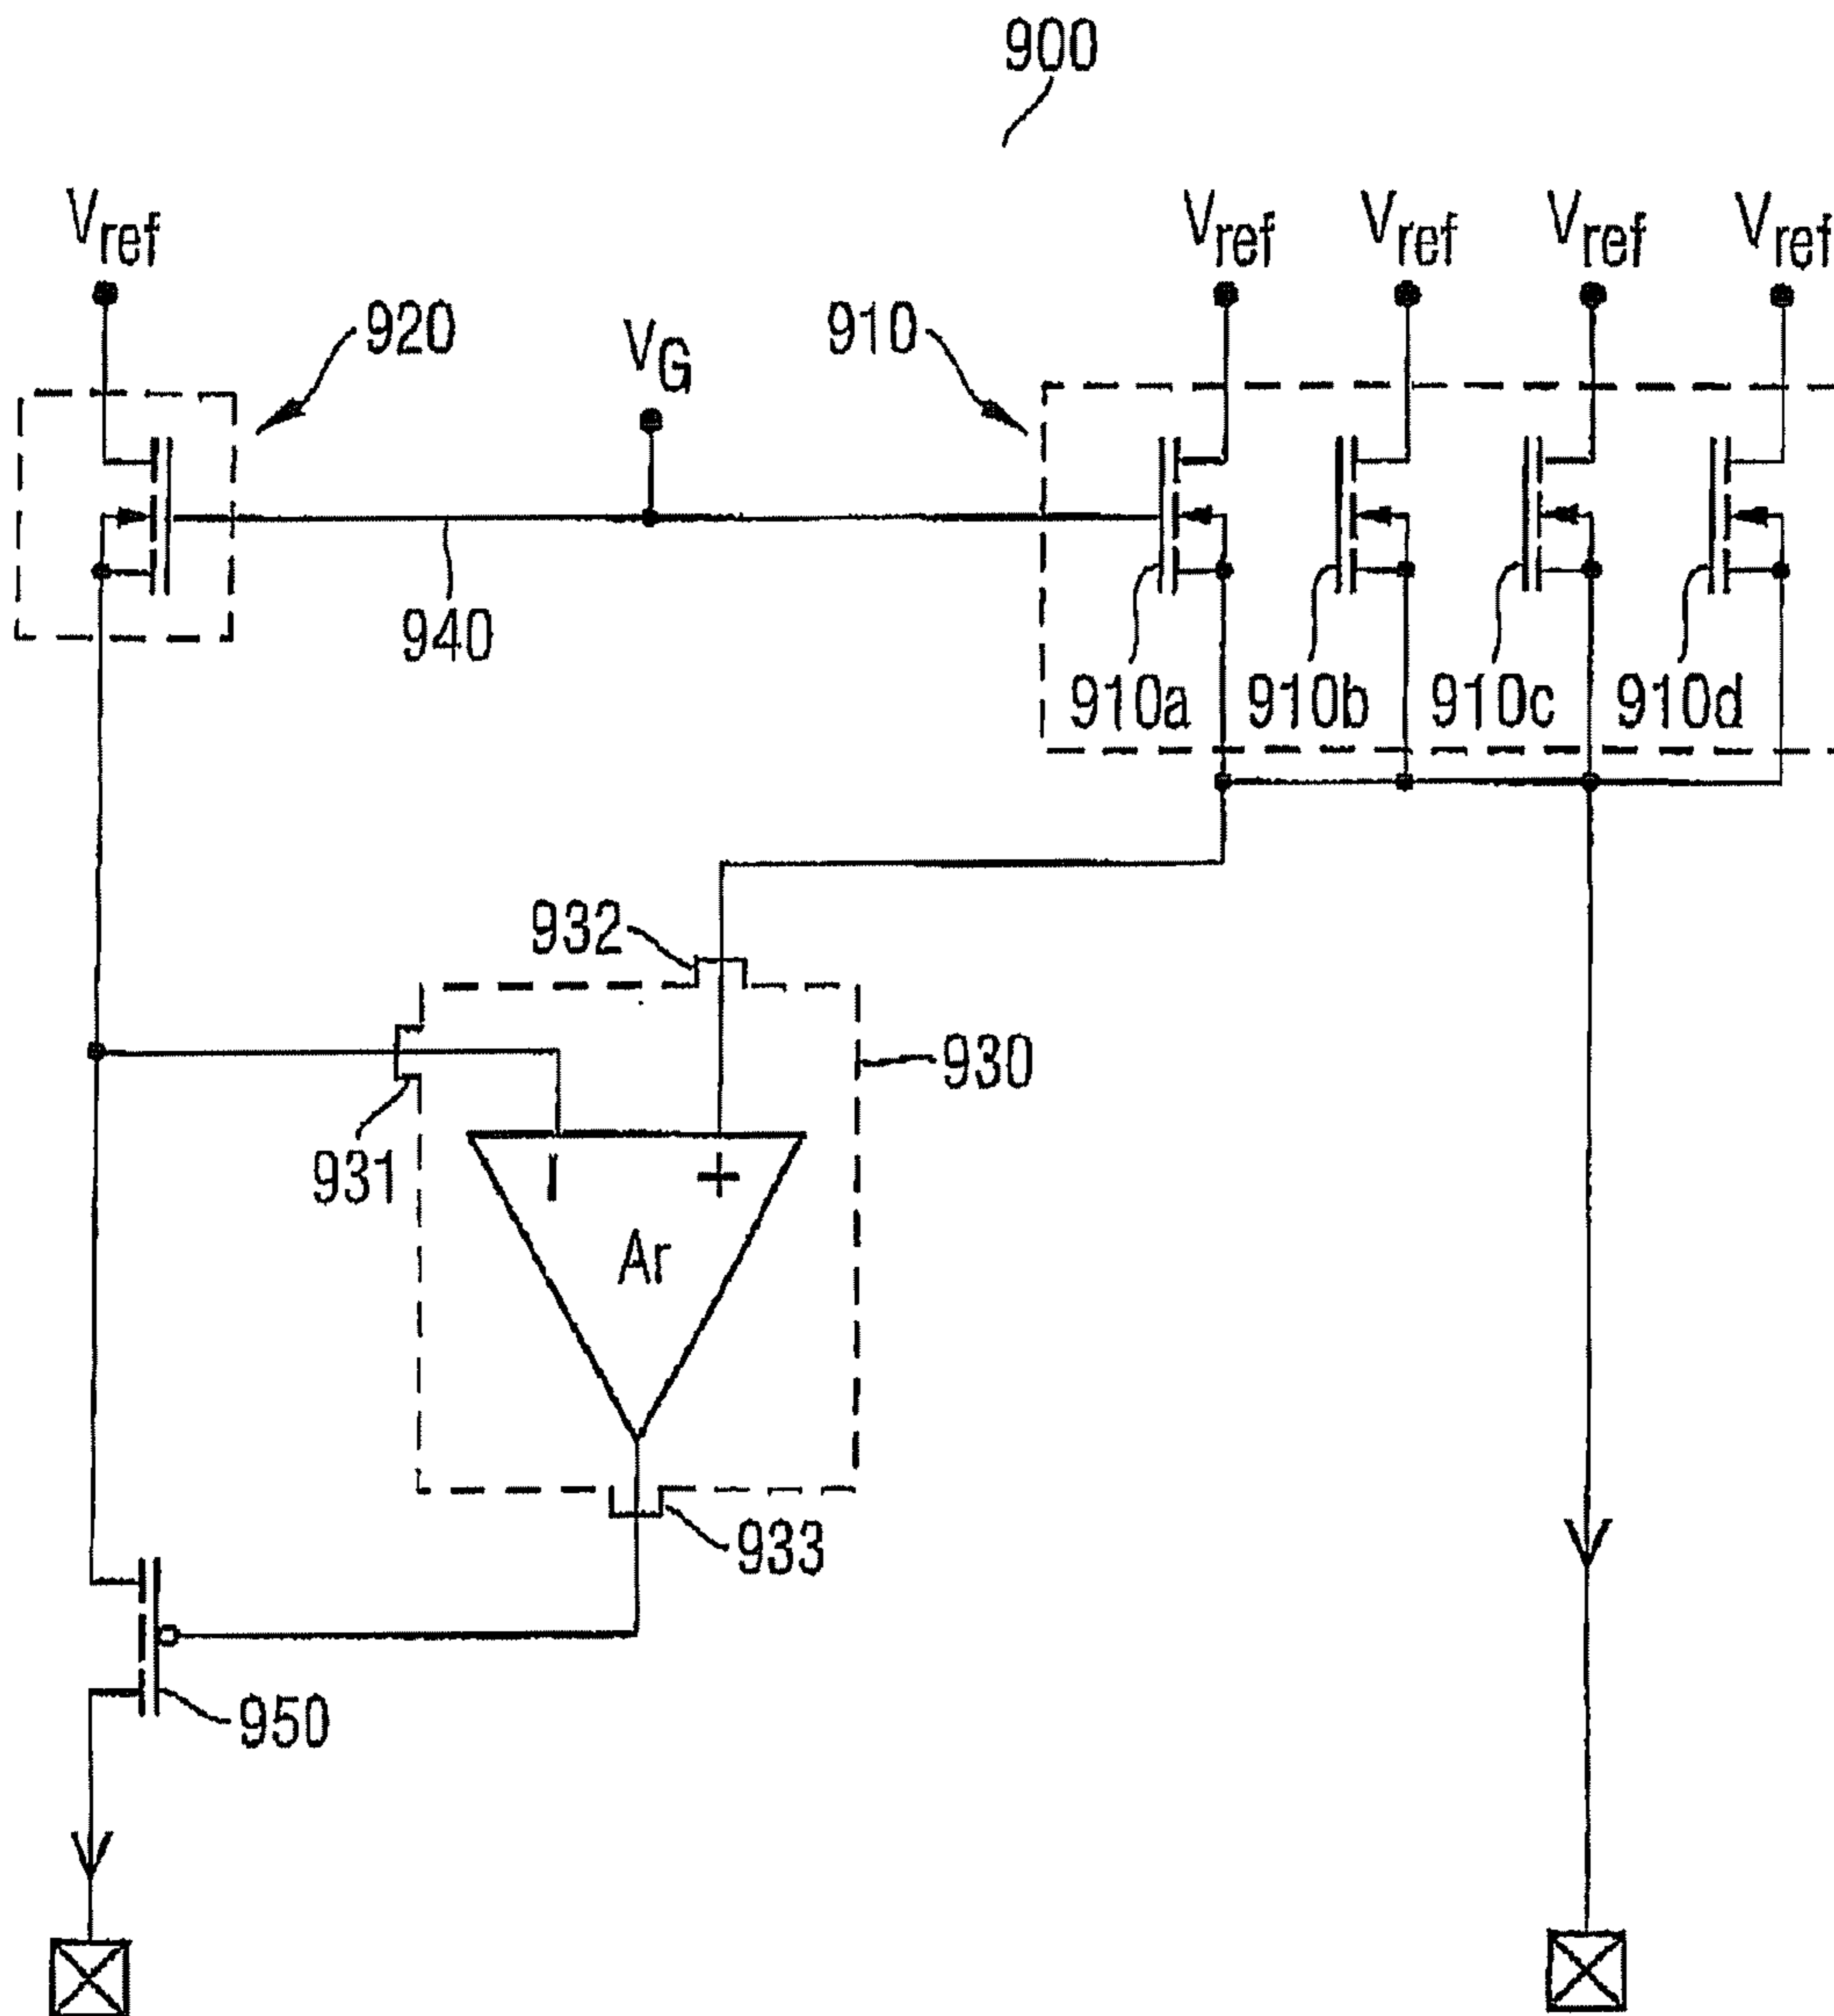 900
Vref
Vref
Vref
Vref
Vref
920
VG
910
940
910a
910b
910c
910d
932
930
931
− +
Ar
933
950